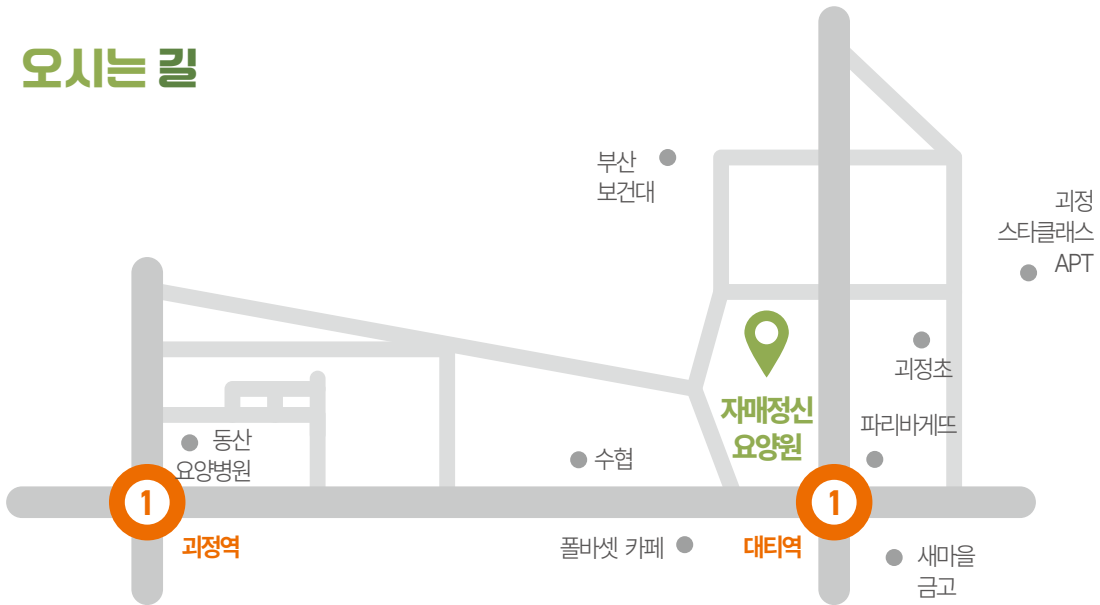 오시는 길
부산
보건대
괴정
스타클래스
APT
괴정초
자매정신
요양원
파리바게뜨
동산
요양병원
수협
1
1
괴정역
폴바셋 카페
대티역
새마을
금고